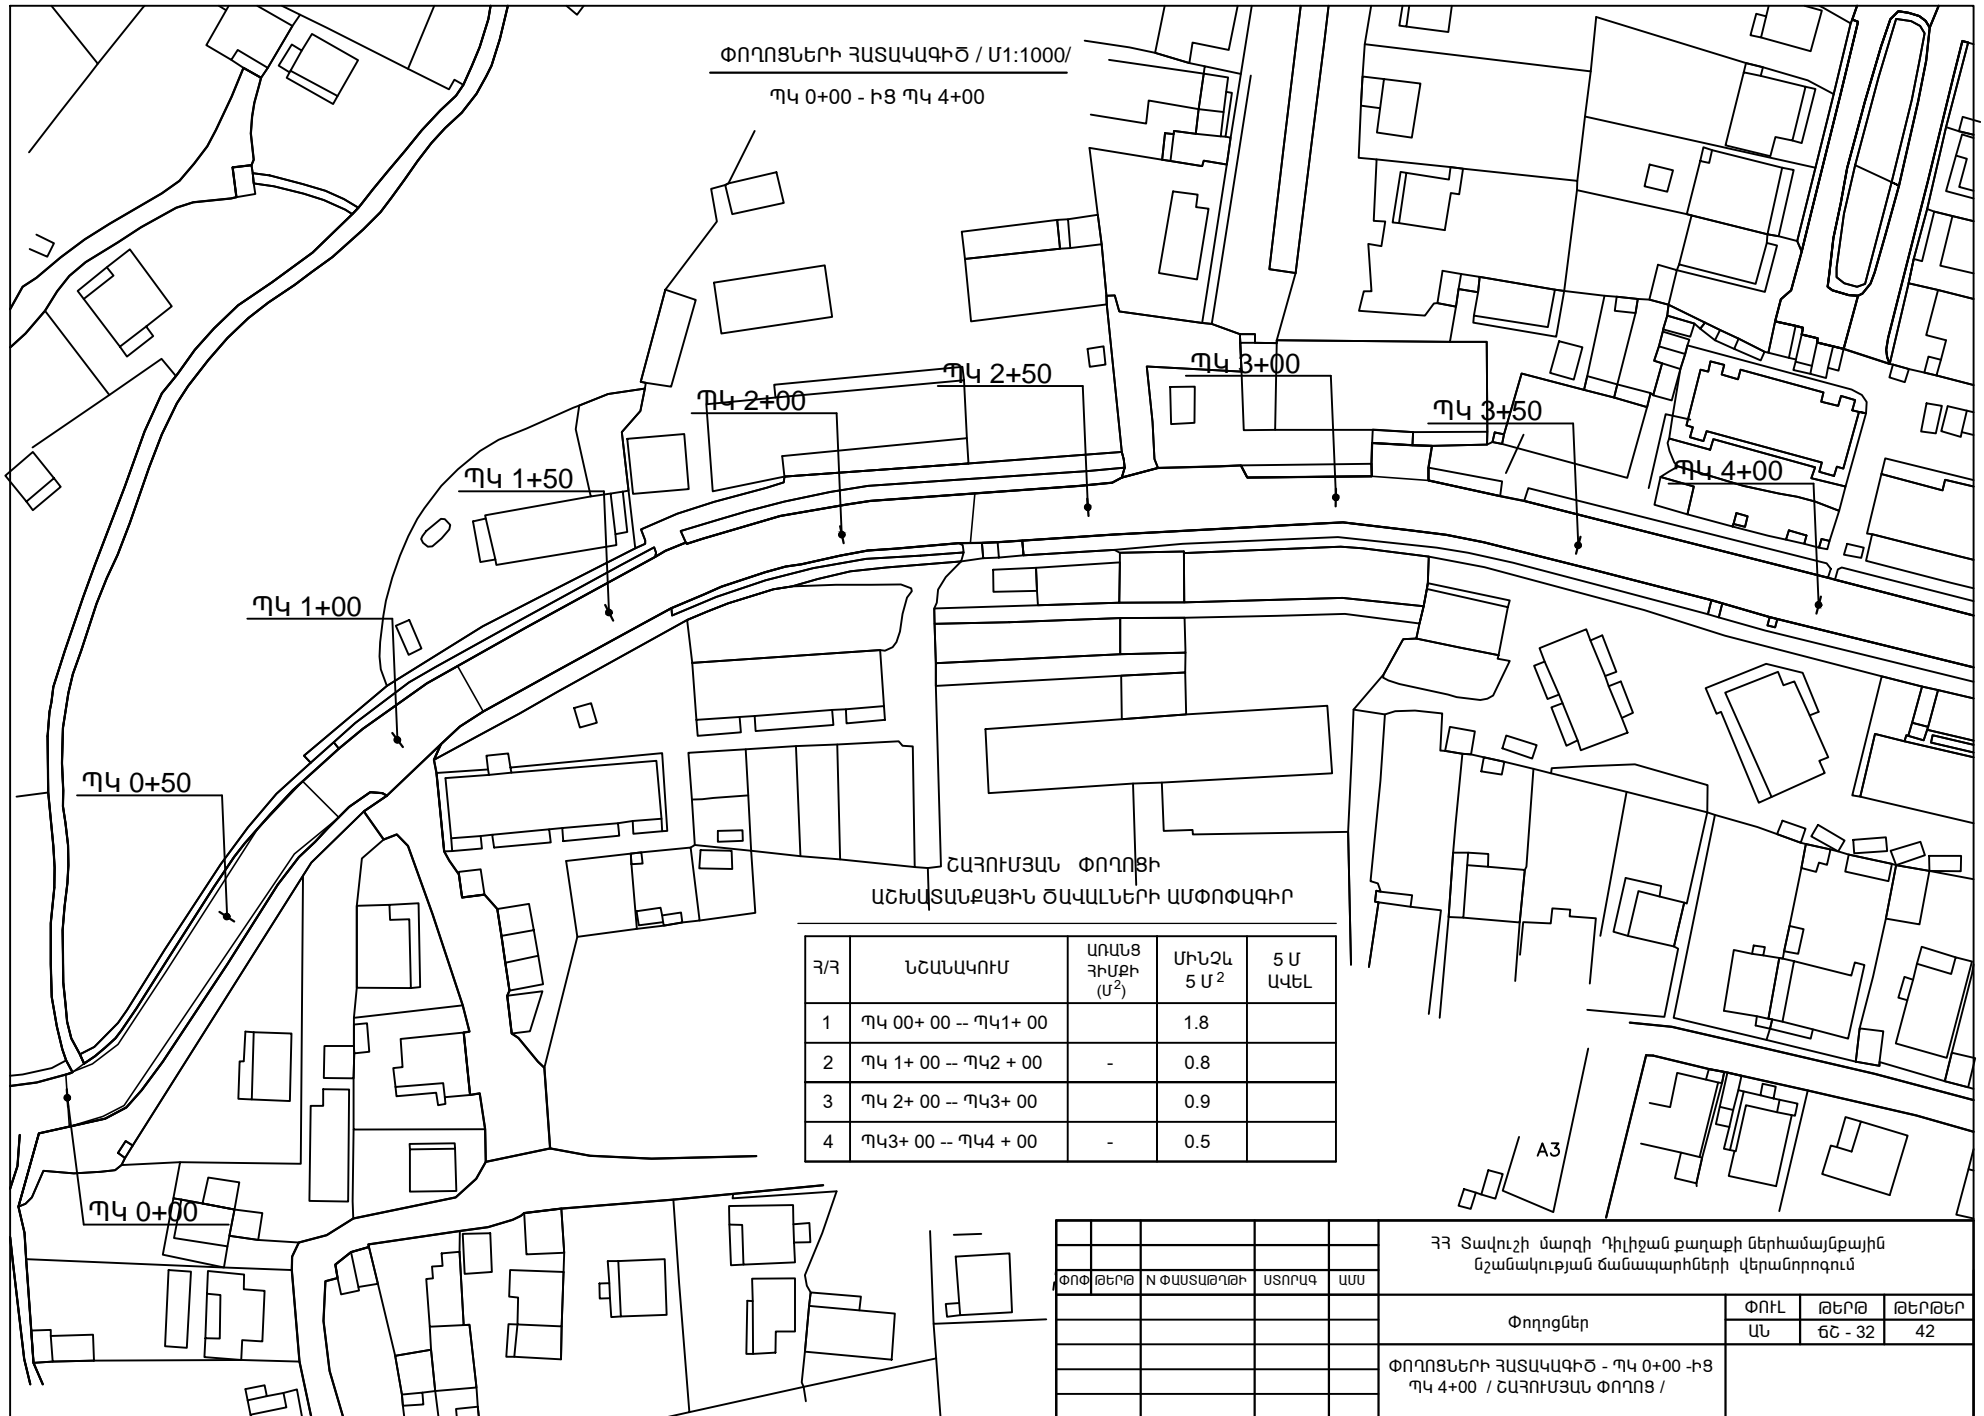 ՓՈՂՈՑՆԵՐԻ ՀԱՏԱԿԱԳԻԾ / Մ1:1000/
ՊԿ 0+00 - ԻՑ ՊԿ 4+00
ՊԿ 3+00
ՊԿ 2+50
ՊԿ 2+00
ՊԿ 3+50
ՊԿ 4+00
ՊԿ 1+50
ՊԿ 1+00
ՊԿ 0+50
ՊԿ 0+00
ՇԱՀՈՒՄՅԱՆ ՓՈՂՈՑԻ
ԱՇԽԱՏԱՆՔԱՅԻՆ ԾԱՎԱԼՆԵՐԻ ԱՄՓՈՓԱԳԻՐ
Հ/Հ ՆՇԱՆԱԿՈՒՄ ԱՌԱՆՑ ՀԻՄՔԻ (Մ2) ՄԻՆՉև 5 Մ2 5 Մ ԱՎԵԼ
1 ՊԿ 00+ 00 -- ՊԿ1+ 00 1.8
2 ՊԿ 1+ 00 -- ՊԿ2 + 00 - 0.8
3 ՊԿ 2+ 00 -- ՊԿ3+ 00 0.9
4 ՊԿ3+ 00 -- ՊԿ4 + 00 - 0.5
A3
ՀՀ Տավուշի մարզի Դիլիջան քաղաքի ներհամայնքային
նշանակության ճանապարհների վերանորոգում
ՓՈՓ ԹԵՐԹ N ՓԱՍՏԱԹՂԹԻ ՍՏՈՐԱԳ ԱՄՍ
Փողոցներ
ՓՈՒԼ ԹԵՐԹ ԹԵՐԹԵՐ
ԱՆ ՃՇ - 32 42
ՓՈՂՈՑՆԵՐԻ ՀԱՏԱԿԱԳԻԾ - ՊԿ 0+00 -ԻՑ
ՊԿ 4+00 / ՇԱՀՈՒՄՅԱՆ ՓՈՂՈՑ /